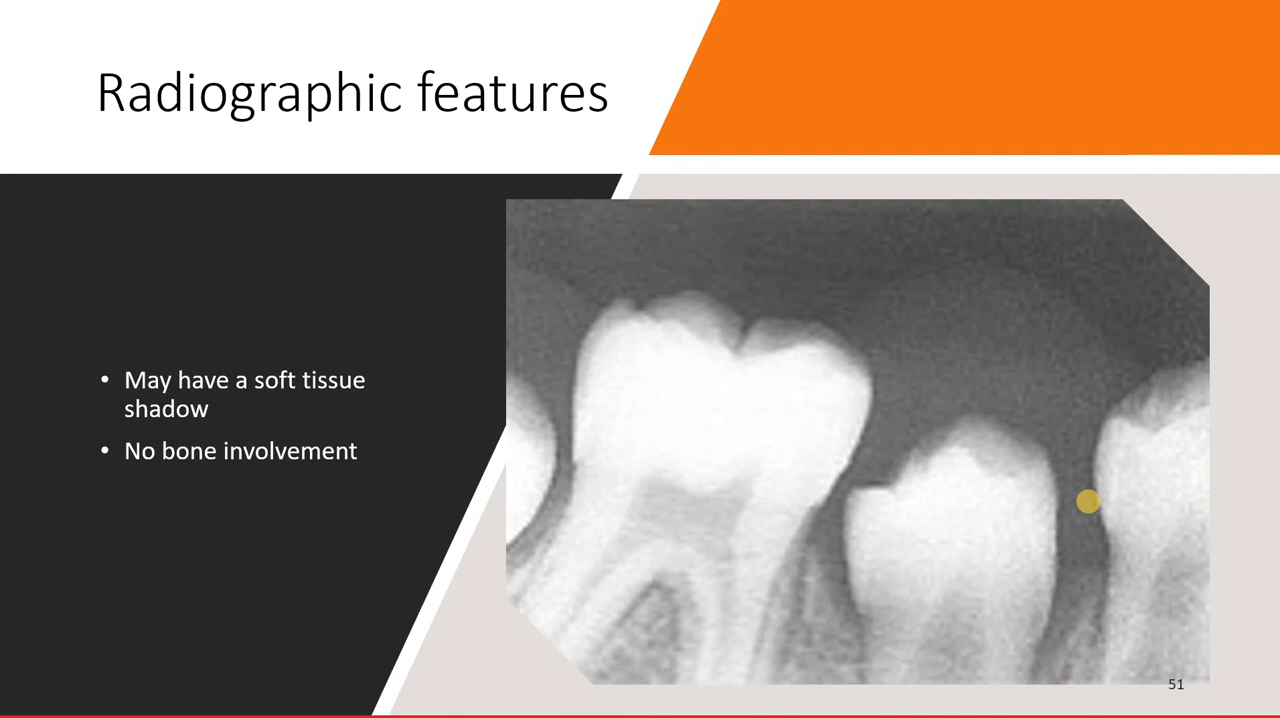 Radiographic features
• May have a soft tissue
shadow
• No bone involvement
51